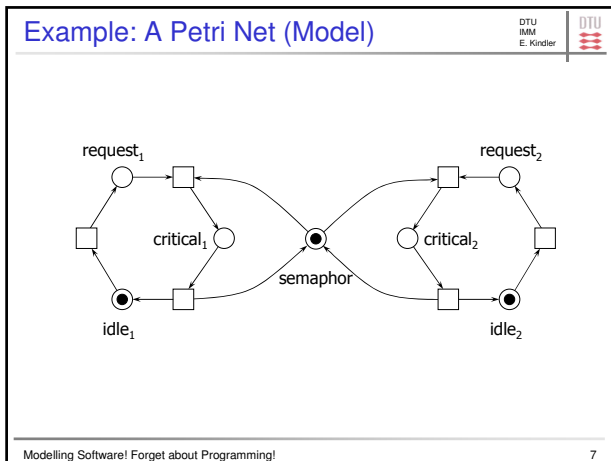 Example: A Petri Net (Model)
DTU
IMM
E. Kindler
DTU
request₁
request₂
critical₁
critical₂
semaphor
idle₁
idle₂
Modelling Software! Forget about Programming!
7